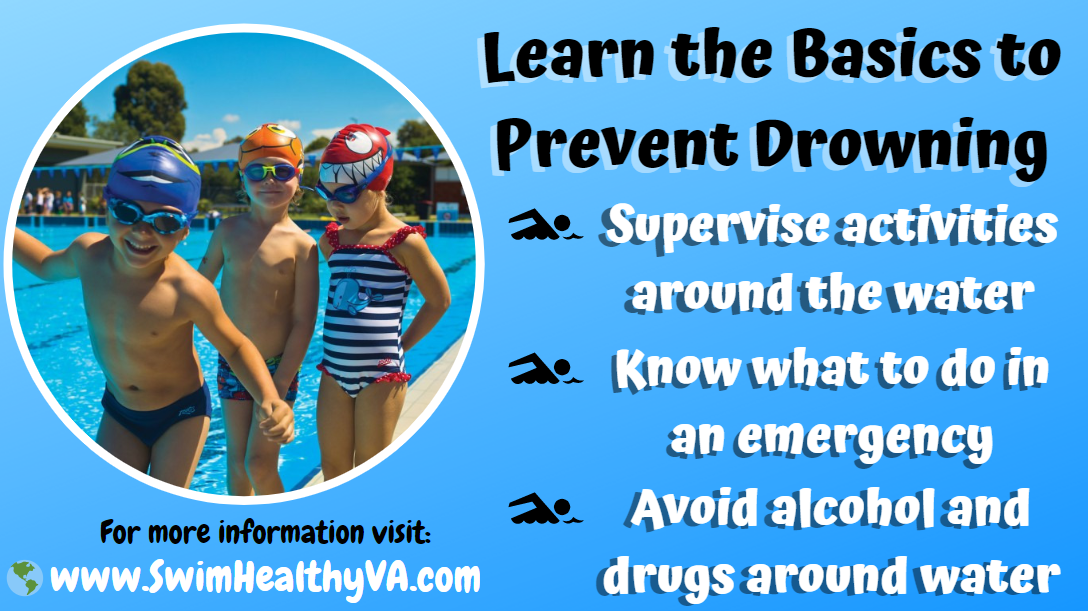 Learn the Basics to
Prevent Drowning
Supervise activities
around the water
Know what to do in
an emergency
Avoid alcohol and
drugs around water
For more information visit:
www.SwimHealthyVA.com